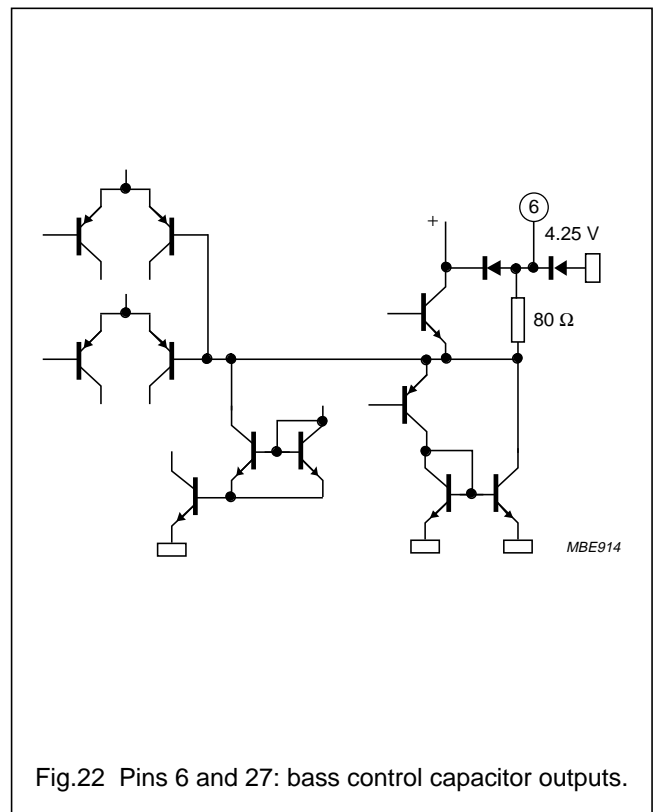 6
+
4.25 V
80 Ω
MBE914
Fig.22 Pins 6 and 27: bass control capacitor outputs.